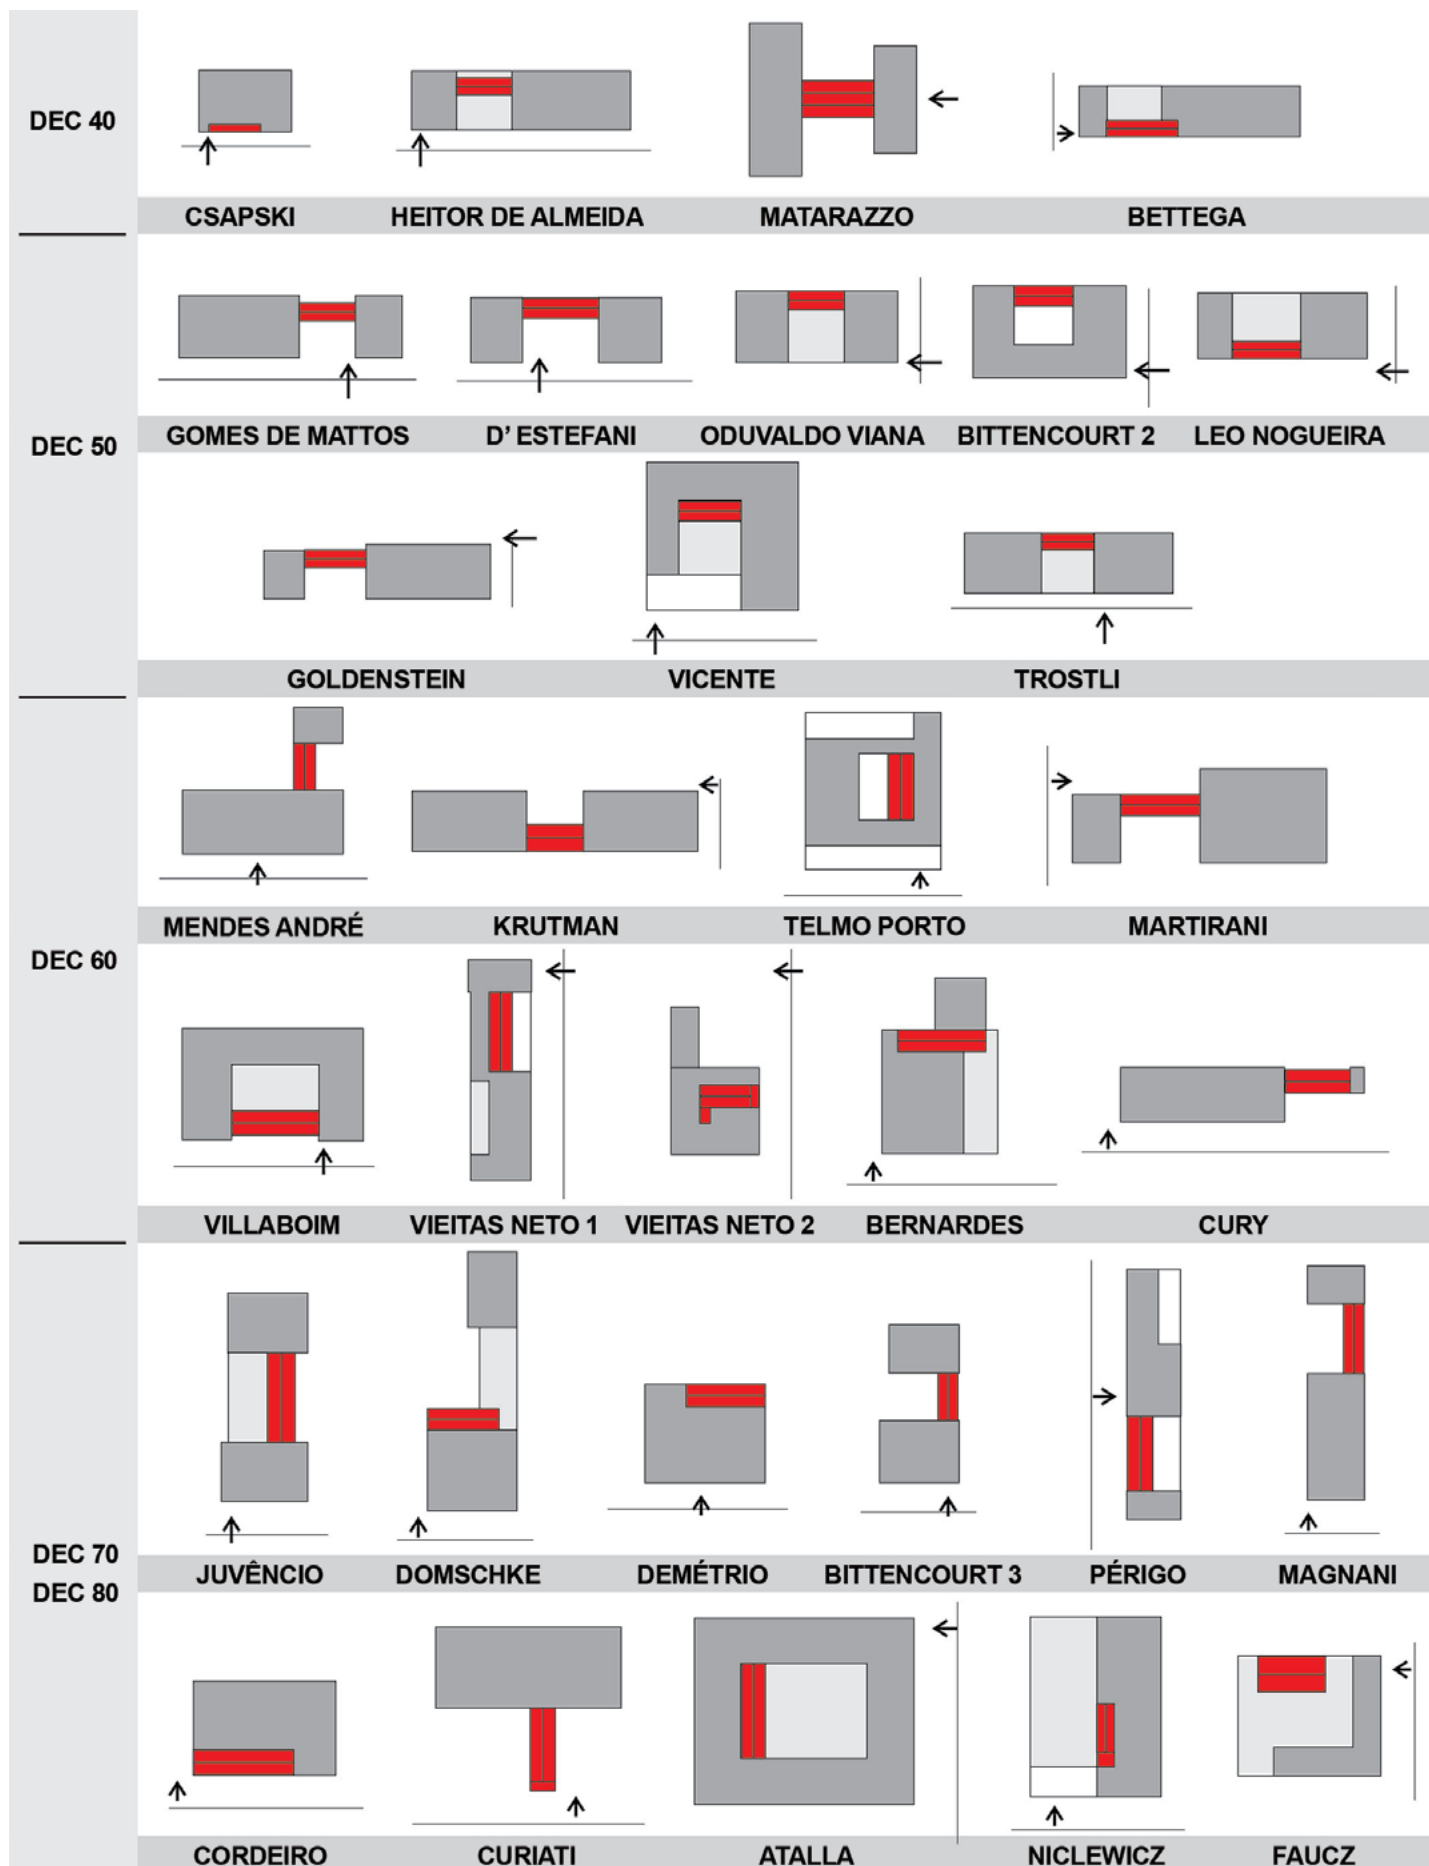 DEC 40
CSAPSKI HEITOR DE ALMEIDA MATARAZZO BETTEGA
DEC 50
GOMES DE MATTOS D' ESTEFANI ODUVALDO VIANA BITTENCOURT 2 LEO NOGUEIRA
GOLDENSTEIN VICENTE TROSTLI
MENDES ANDRÉ KRUTMAN TELMO PORTO MARTIRANI
DEC 60
VILLABOIM VIEITAS NETO 1 VIEITAS NETO 2 BERNARDES CURY
DEC 70
DEC 80
JUVÊNCIO DOMSCHKE DEMÉTRIO BITTENCOURT 3 PÉRIGO MAGNANI
CORDEIRO CURIATI ATALLA NICLEWICZ FAUCZ